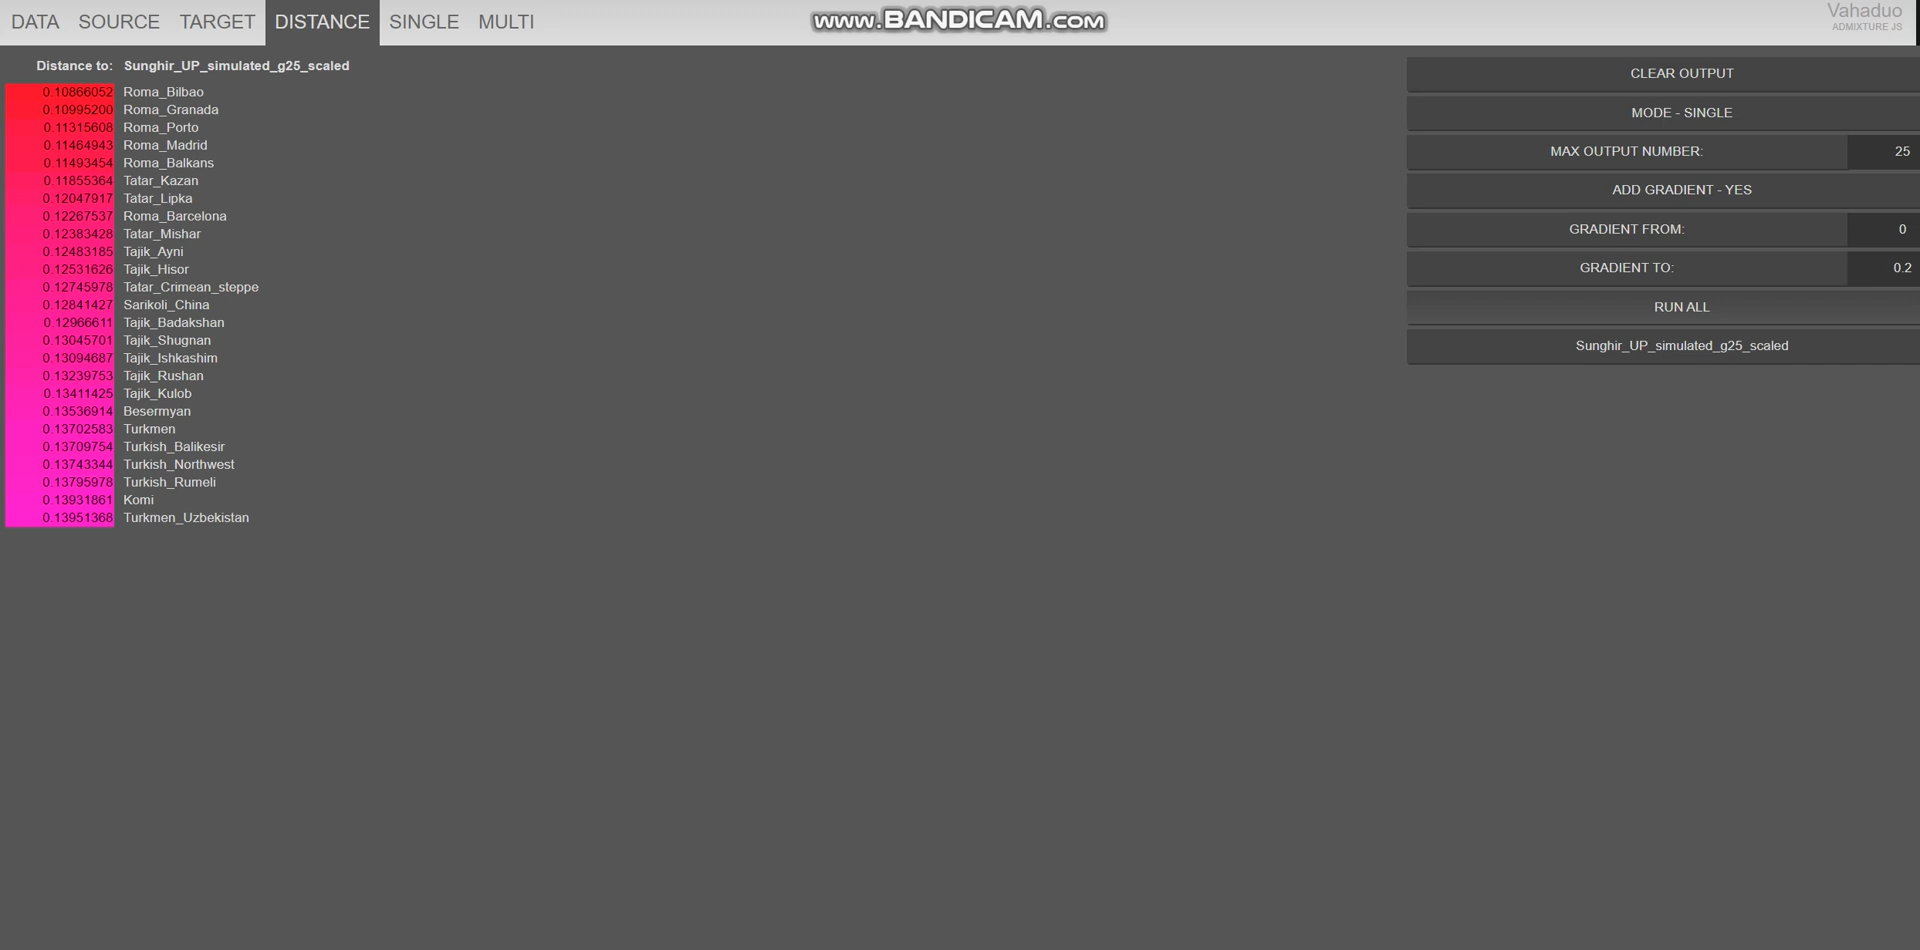 DATA SOURCE TARGET DISTANCE SINGLE MULTI
www.BANDICAM.com
Vahaduo
ADMIXTURE JS
Distance to: Sunghir_UP_simulated_g25_scaled
0.10866052 Roma_Bilbao
0.10995200 Roma_Granada
0.11315608 Roma_Porto
0.11464943 Roma_Madrid
0.11493454 Roma_Balkans
0.11855364 Tatar_Kazan
0.12047917 Tatar_Lipka
0.12267537 Roma_Barcelona
0.12383428 Tatar_Mishar
0.12483185 Tajik_Ayni
0.12531626 Tajik_Hisor
0.12745978 Tatar_Crimean_steppe
0.12841427 Sarikoli_China
0.12966611 Tajik_Badakshan
0.13045701 Tajik_Shugnan
0.13094687 Tajik_Ishkashim
0.13239753 Tajik_Rushan
0.13411425 Tajik_Kulob
0.13536914 Besermyan
0.13702583 Turkmen
0.13709754 Turkish_Balikesir
0.13743344 Turkish_Northwest
0.13795978 Turkish_Rumeli
0.13931861 Komi
0.13951368 Turkmen_Uzbekistan
CLEAR OUTPUT
MODE - SINGLE
MAX OUTPUT NUMBER: 25
ADD GRADIENT - YES
GRADIENT FROM: 0
GRADIENT TO: 0.2
RUN ALL
Sunghir_UP_simulated_g25_scaled